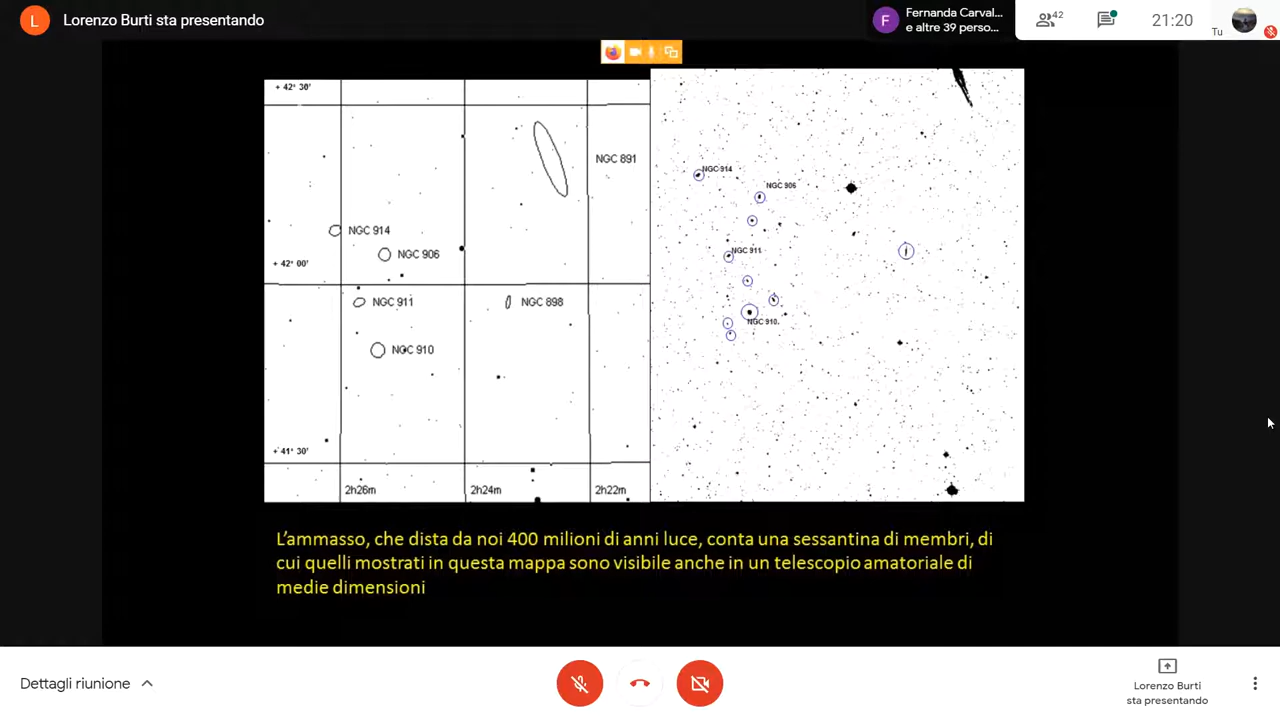 L
Lorenzo Burti sta presentando
F
Fernanda Carval...
e altre 39 perso...
42
21:20
Tu
+ 42° 30'
NGC 891
NGC 914
NGC 906
+ 42° 00'
NGC 911
NGC 898
NGC 910
+ 41° 30'
2h26m
2h24m
2h22m
NGC 914
NGC 906
NGC 911
NGC 910
L'ammasso, che dista da noi 400 milioni di anni luce, conta una sessantina di membri, di
cui quelli mostrati in questa mappa sono visibile anche in un telescopio amatoriale di
medie dimensioni
Dettagli riunione
Lorenzo Burti
sta presentando